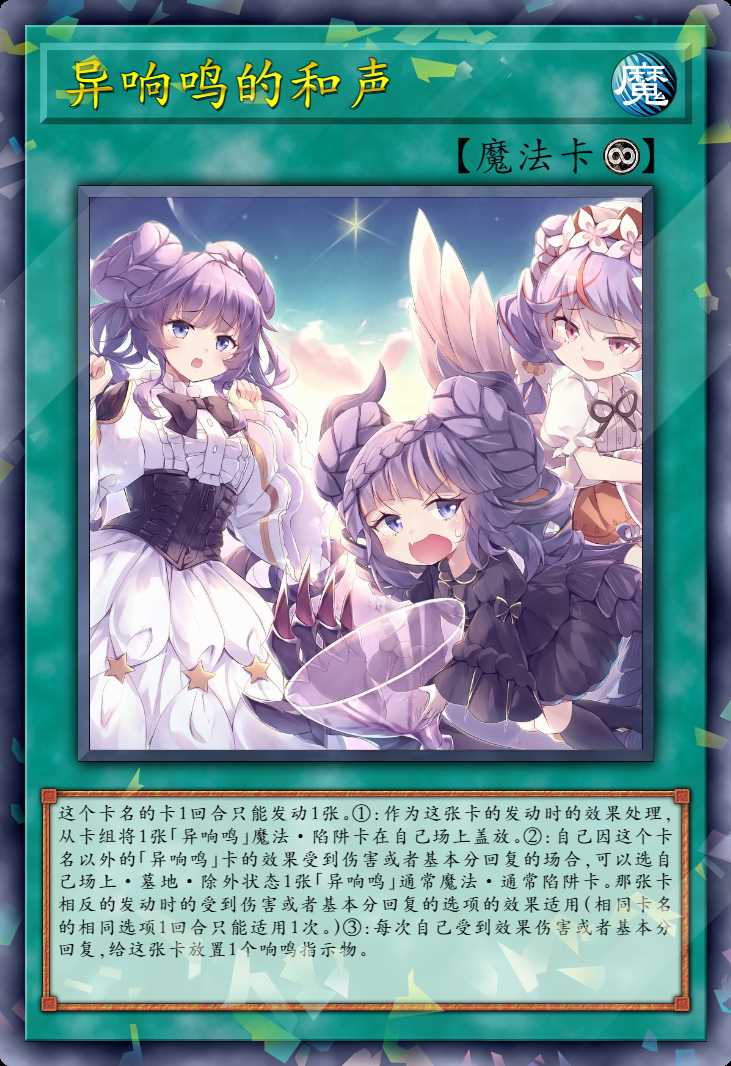 异响鸣的和声
魔
【魔法卡】
这个卡名的卡1回合只能发动1张。①:作为这张卡的发动时的效果处理,
从卡组将1张「异响鸣」魔法·陷阱卡在自己场上盖放。②:自己因这个卡
名以外的「异响鸣」卡的效果受到伤害或者基本分回复的场合,可以选自
己场上·墓地·除外状态1张「异响鸣」通常魔法·通常陷阱卡。那张卡
相反的发动时的受到伤害或者基本分回复的选项的效果适用(相同卡名
的相同选项1回合只能适用1次。)③:每次自己受到效果伤害或者基本分
回复,给这张卡放置1个响鸣指示物。